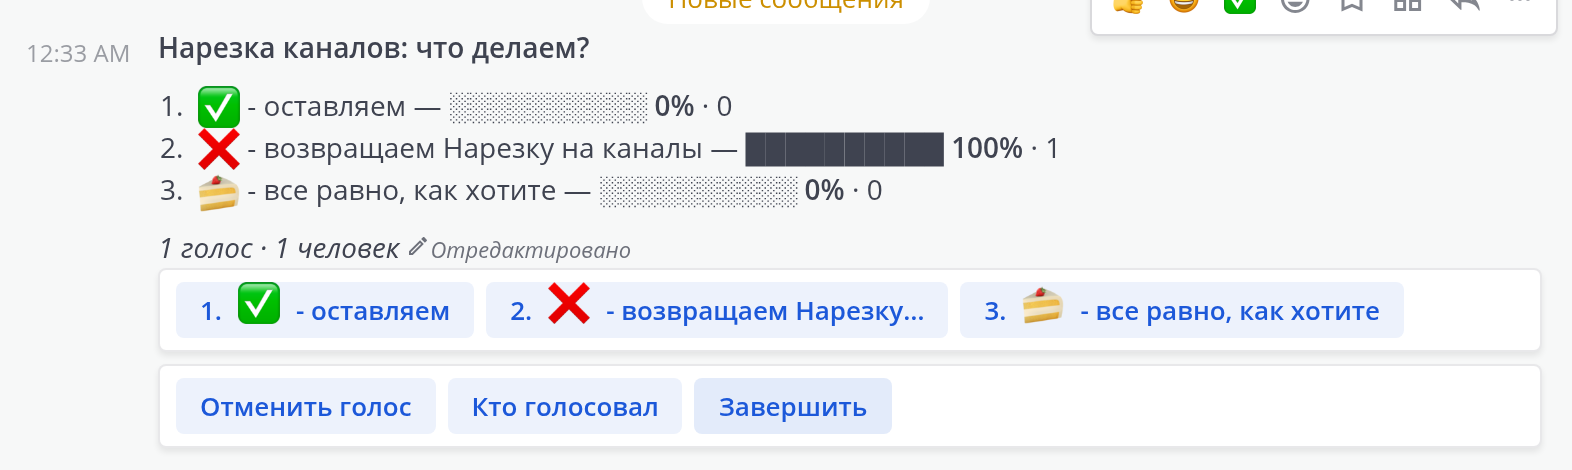 Новые сообщения
12:33 AM
Нарезка каналов: что делаем?
1. ✅ - оставляем — ░░░░░░░░░░ 0% · 0
2. ❌ - возвращаем Нарезку на каналы — ██████████ 100% · 1
3. 🍰 - все равно, как хотите — ░░░░░░░░░░ 0% · 0
1 голос · 1 человек Отредактировано
1. ✅ - оставляем
2. ❌ - возвращаем Нарезку...
3. 🍰 - все равно, как хотите
Отменить голос
Кто голосовал
Завершить